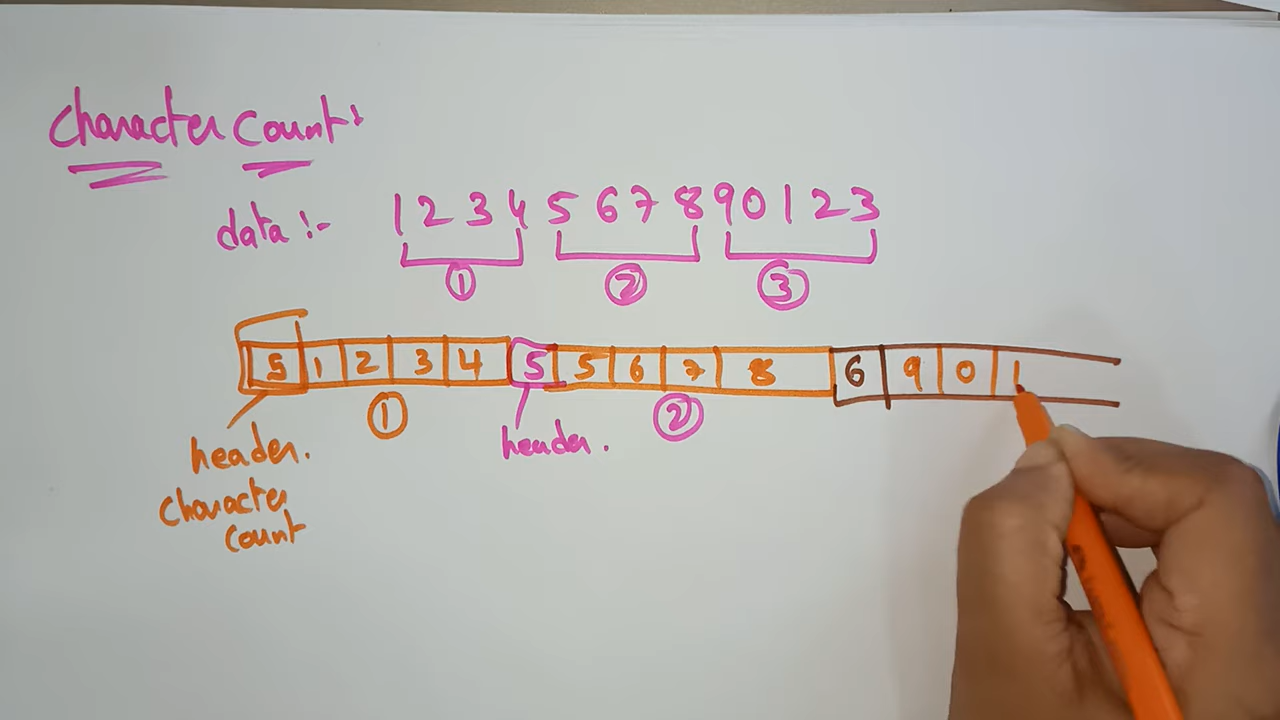 Character Count:
data :- 1 2 3 4 5 6 7 8 9 0 1 2 3
① ② ③
5 1 2 3 4 5 5 6 7 8 6 9 0 1
① ②
header. header.
Character
Count